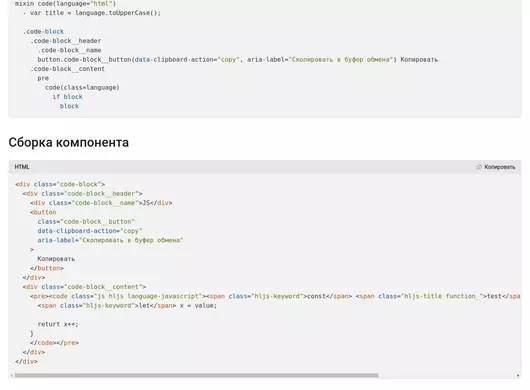 mixin code(language="html")
- var title = language.toUpperCase();
.code-block
.code-block__header
.code-block__name
button.code-block__button(data-clipboard-action="copy", aria-label="Скопировать в буфер обмена") Копировать
.code-block__content
pre
code(class=language)
if block
block
Сборка компонента
HTML
Копировать
<div class="code-block">
<div class="code-block__header">
<div class="code-block__name">JS</div>
<button
class="code-block__button"
data-clipboard-action="copy"
aria-label="Скопировать в буфер обмена"
>
Копировать
</button>
</div>
<div class="code-block__content">
<pre><code class="js hljs language-javascript"><span class="hljs-keyword">const</span> <span class="hljs-title function_">test</spa
<span class="hljs-keyword">let</span> x = value;
return x++;
}
</code></pre>
</div>
</div>